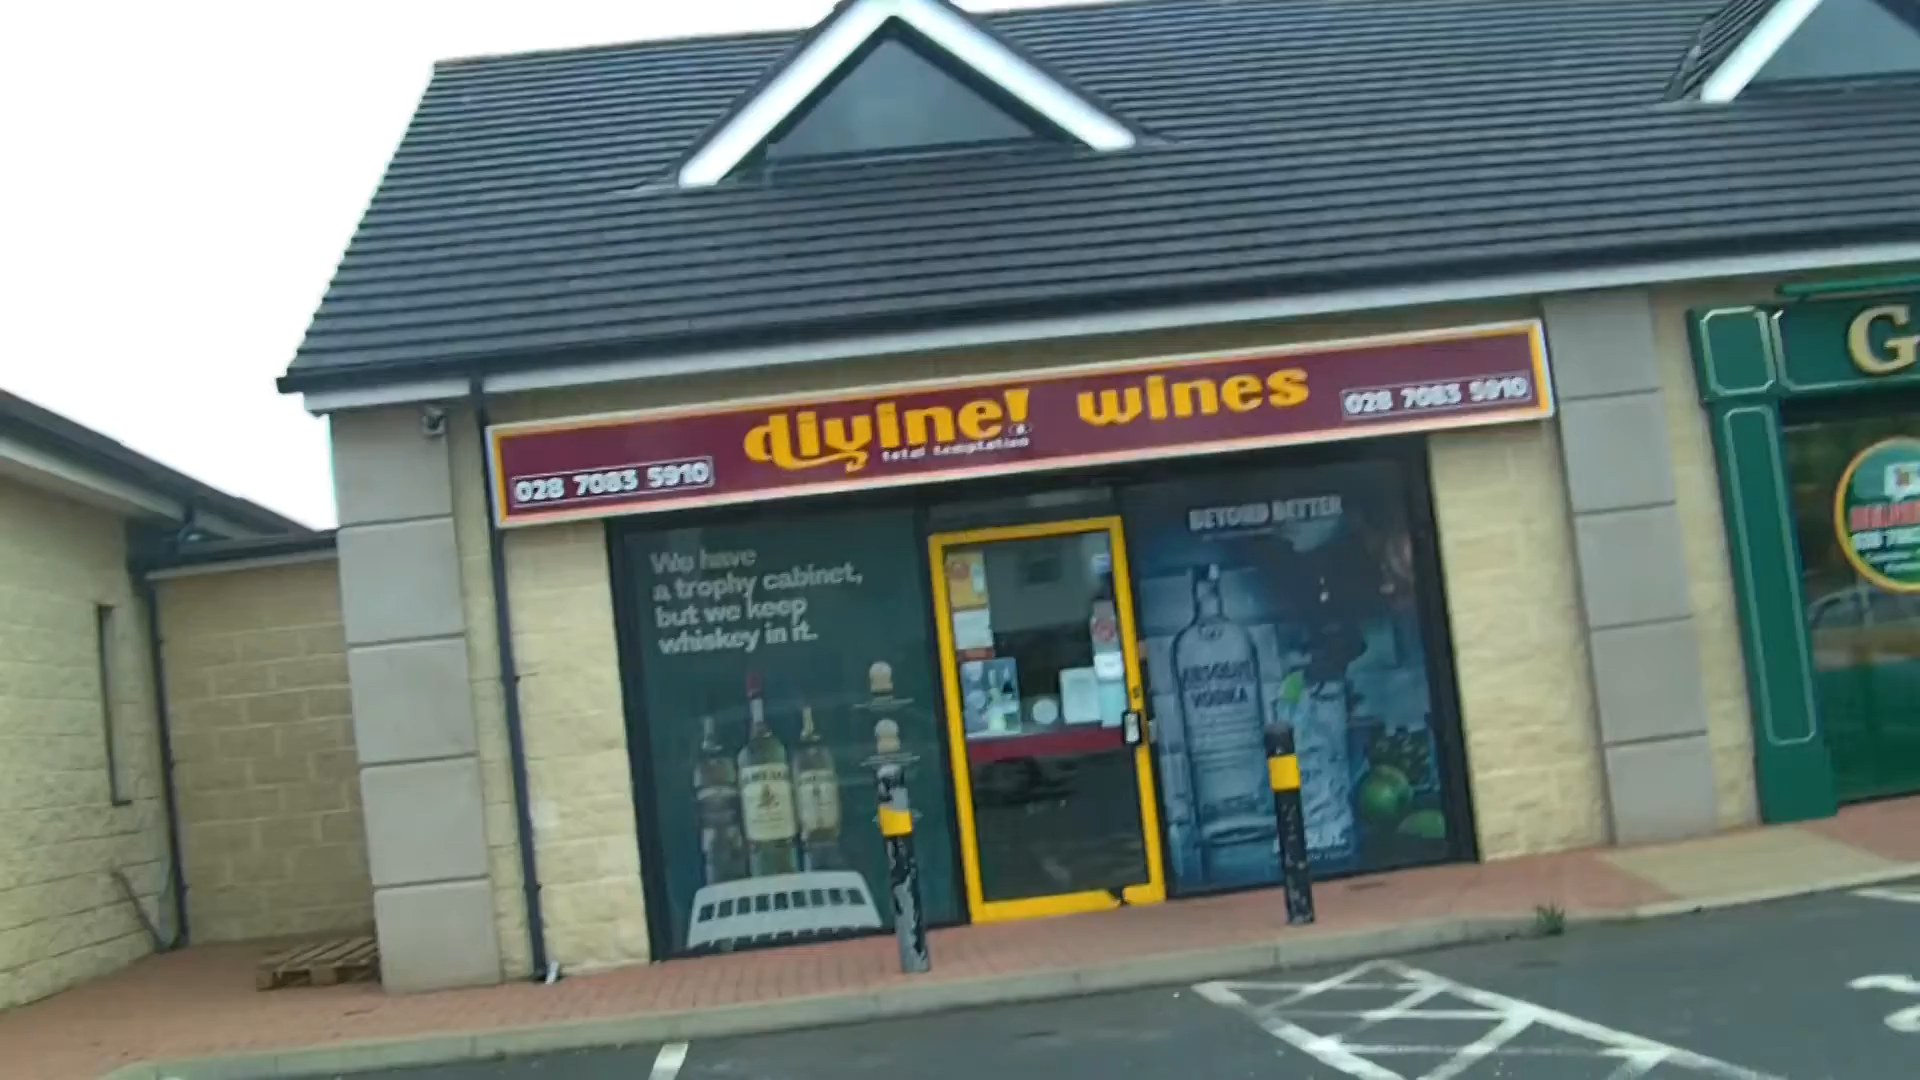 divine! wines
total temptation
028 7083 5910
028 7083 5910
We have
a trophy cabinet,
but we keep
whiskey in it.
BEYOND BETTER
ABSOLUT
VODKA
G